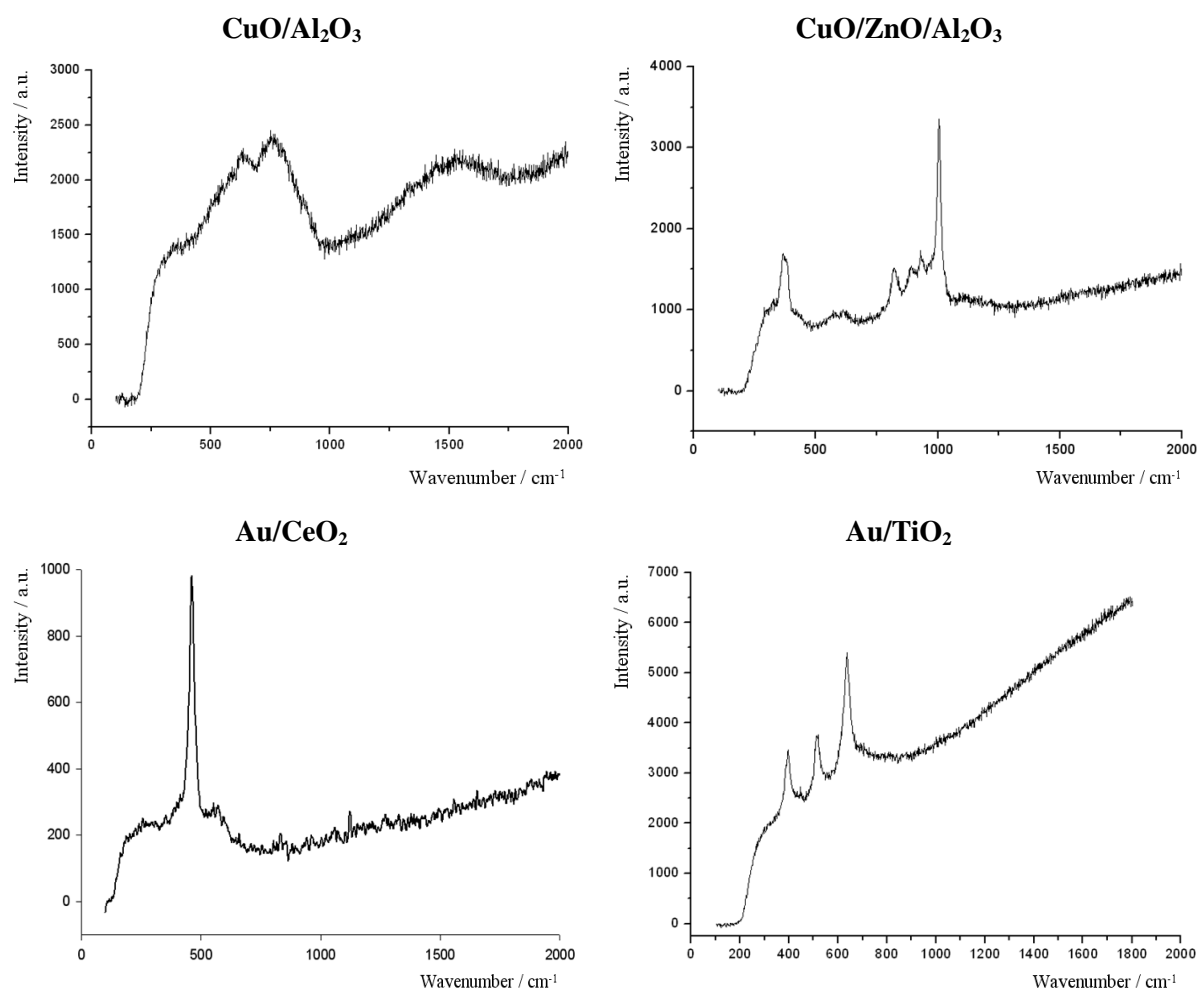 CuO/Al₂O₃
Intensity / a.u.
3000
2500
2000
1500
1000
500
0
0 500 1000 1500 2000
Wavenumber / cm⁻¹
CuO/ZnO/Al₂O₃
Intensity / a.u.
4000
3000
2000
1000
0
0 500 1000 1500 2000
Wavenumber / cm⁻¹
Au/CeO₂
Intensity / a.u.
1000
800
600
400
200
0
0 500 1000 1500 2000
Wavenumber / cm⁻¹
Au/TiO₂
Intensity / a.u.
7000
6000
5000
4000
3000
2000
1000
0
0 200 400 600 800 1000 1200 1400 1600 1800 2000
Wavenumber / cm⁻¹